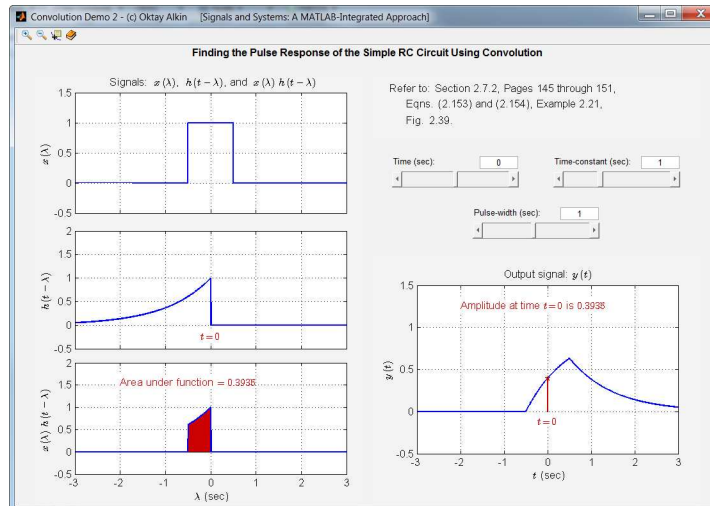 Convolution Demo 2 - (c) Oktay Alkin [Signals and Systems: A MATLAB-Integrated Approach]
Finding the Pulse Response of the Simple RC Circuit Using Convolution
Signals: x(λ), h(t−λ), and x(λ) h(t−λ)
1.5
1
0.5
0
-0.5
x(λ)
2
1.5
1
0.5
0
-0.5
h(t−λ)
t=0
2
1.5
1
0.5
0
-0.5
x(λ) h(t−λ)
Area under function = 0.3935
-3 -2 -1 0 1 2 3
λ (sec)
Refer to: Section 2.7.2, Pages 145 through 151,
Eqns. (2.153) and (2.154), Example 2.21,
Fig. 2.39.
Time (sec): 0 Time-constant (sec): 1
Pulse-width (sec): 1
Output signal: y(t)
1.5
1
0.5
0
-0.5
y(t)
Amplitude at time t=0 is 0.3935
t=0
-3 -2 -1 0 1 2 3
t (sec)